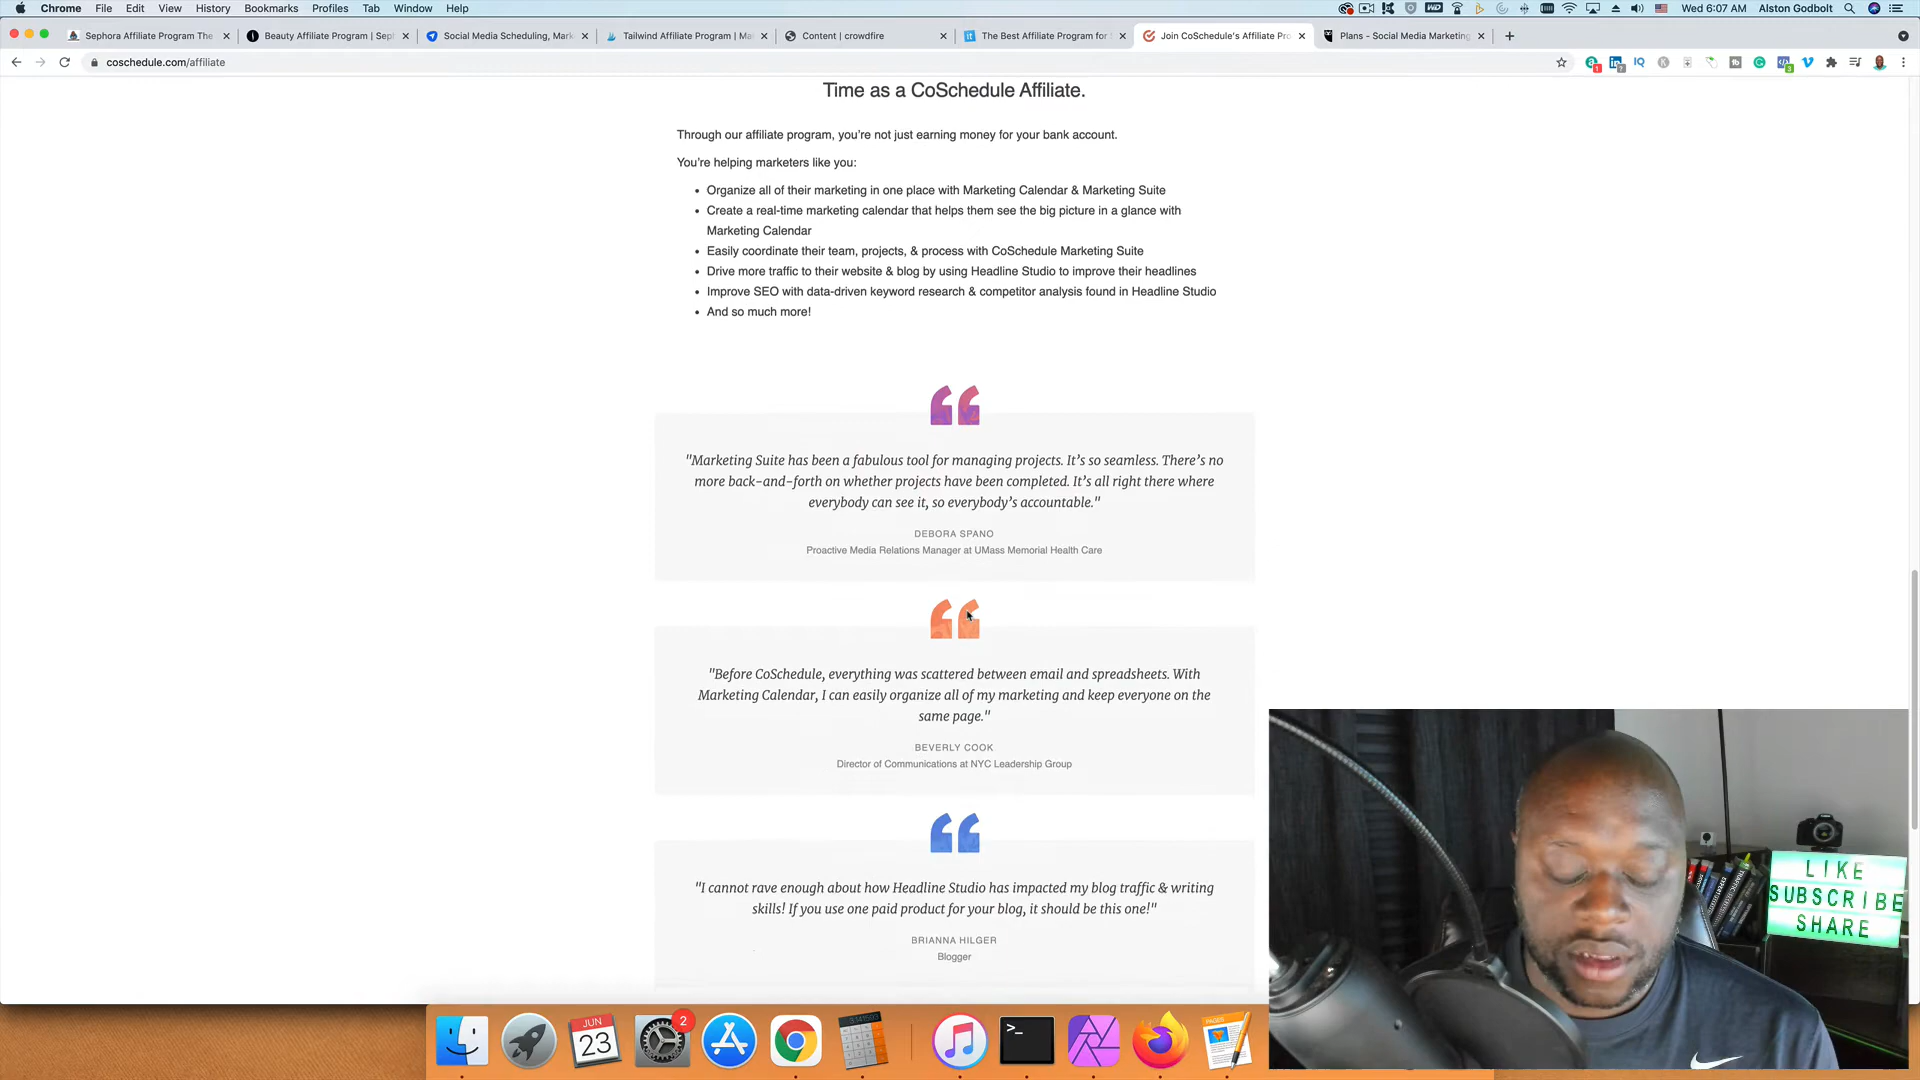 Chrome File Edit View History Bookmarks Profiles Tab Window Help
Wed 6:07 AM Alston Godbolt
Sephora Affiliate Program The
Beauty Affiliate Program | Sep
Social Media Scheduling, Mark
Tailwind Affiliate Program | Ma
Content | crowdfire
The Best Affiliate Program for
Join CoSchedule's Affiliate Pro
Plans - Social Media Marketing
coschedule.com/affiliate
Time as a CoSchedule Affiliate.
Through our affiliate program, you're not just earning money for your bank account.
You're helping marketers like you:
• Organize all of their marketing in one place with Marketing Calendar & Marketing Suite
• Create a real-time marketing calendar that helps them see the big picture in a glance with
Marketing Calendar
• Easily coordinate their team, projects, & process with CoSchedule Marketing Suite
• Drive more traffic to their website & blog by using Headline Studio to improve their headlines
• Improve SEO with data-driven keyword research & competitor analysis found in Headline Studio
• And so much more!
"Marketing Suite has been a fabulous tool for managing projects. It's so seamless. There's no
more back-and-forth on whether projects have been completed. It's all right there where
everybody can see it, so everybody's accountable."
DEBORA SPANO
Proactive Media Relations Manager at UMass Memorial Health Care
"Before CoSchedule, everything was scattered between email and spreadsheets. With
Marketing Calendar, I can easily organize all of my marketing and keep everyone on the
same page."
BEVERLY COOK
Director of Communications at NYC Leadership Group
"I cannot rave enough about how Headline Studio has impacted my blog traffic & writing
skills! If you use one paid product for your blog, it should be this one!"
BRIANNA HILGER
Blogger
LIKE
SUBSCRIBE
SHARE
JUN
23
2
PAGES